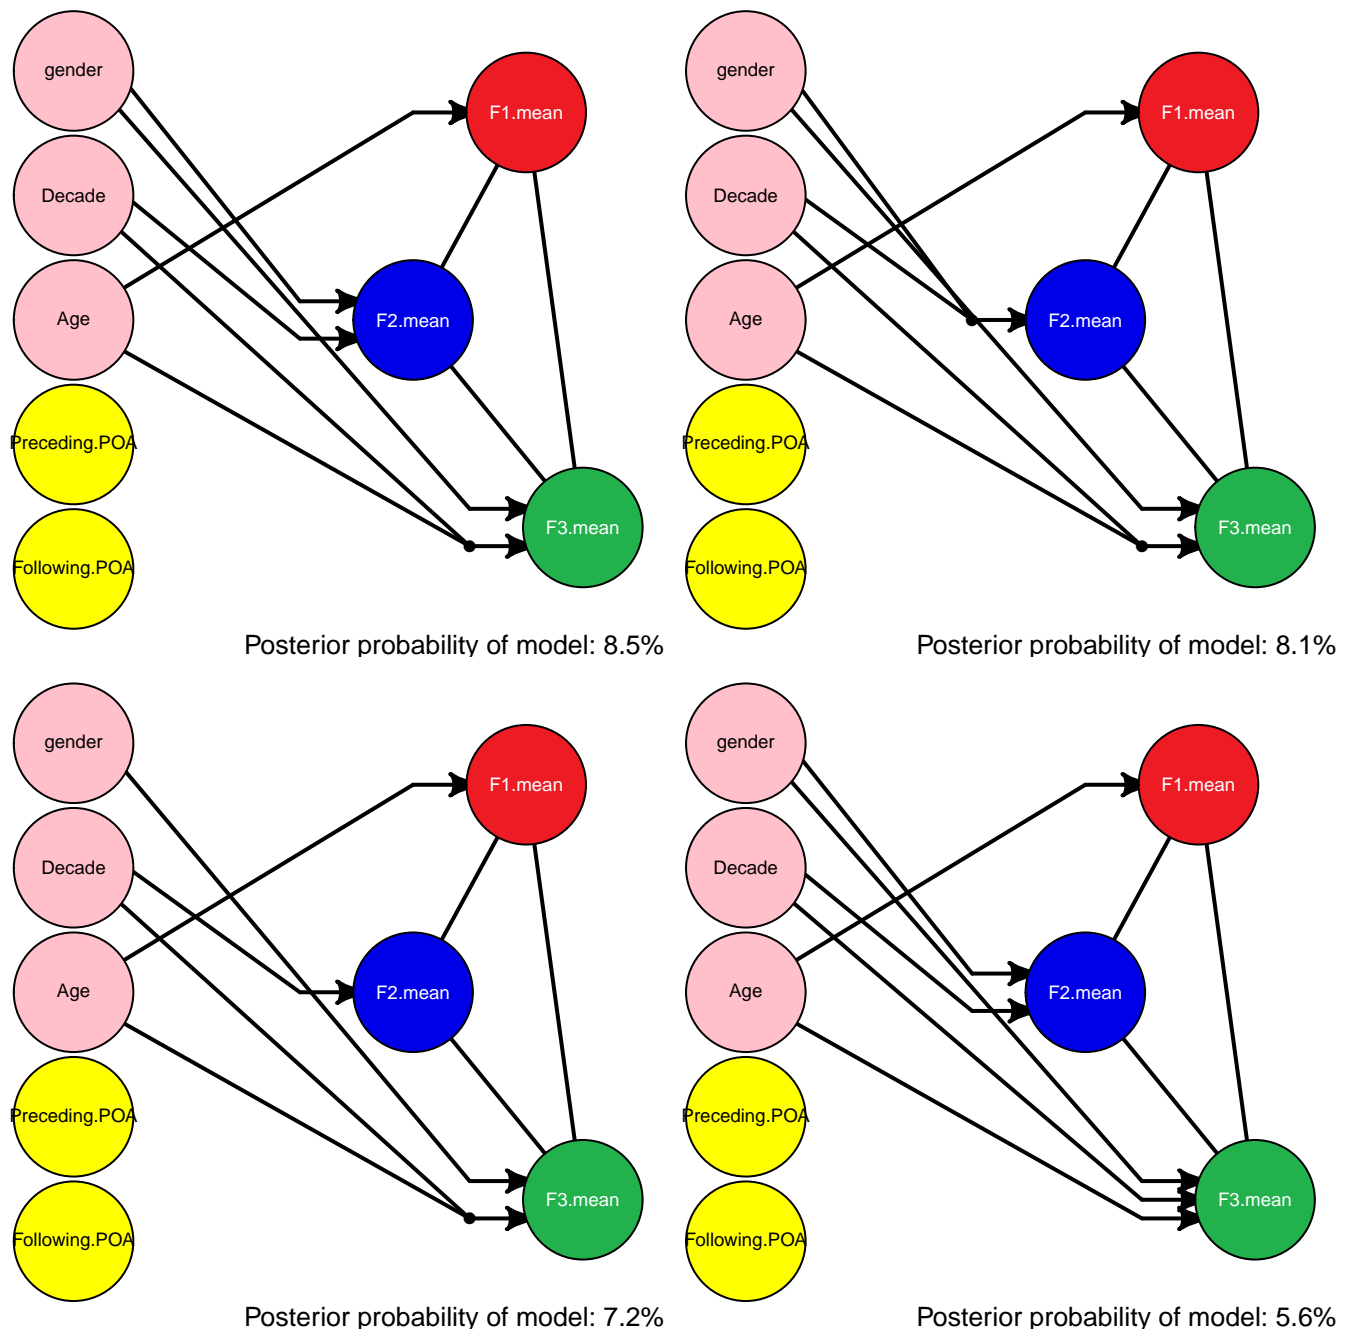 gender
F1.mean
Decade
Age
F2.mean
Preceding.POA
F3.mean
Following.POA
Posterior probability of model: 8.5%
gender
F1.mean
Decade
Age
F2.mean
Preceding.POA
F3.mean
Following.POA
Posterior probability of model: 8.1%
gender
F1.mean
Decade
Age
F2.mean
Preceding.POA
F3.mean
Following.POA
Posterior probability of model: 7.2%
gender
F1.mean
Decade
Age
F2.mean
Preceding.POA
F3.mean
Following.POA
Posterior probability of model: 5.6%